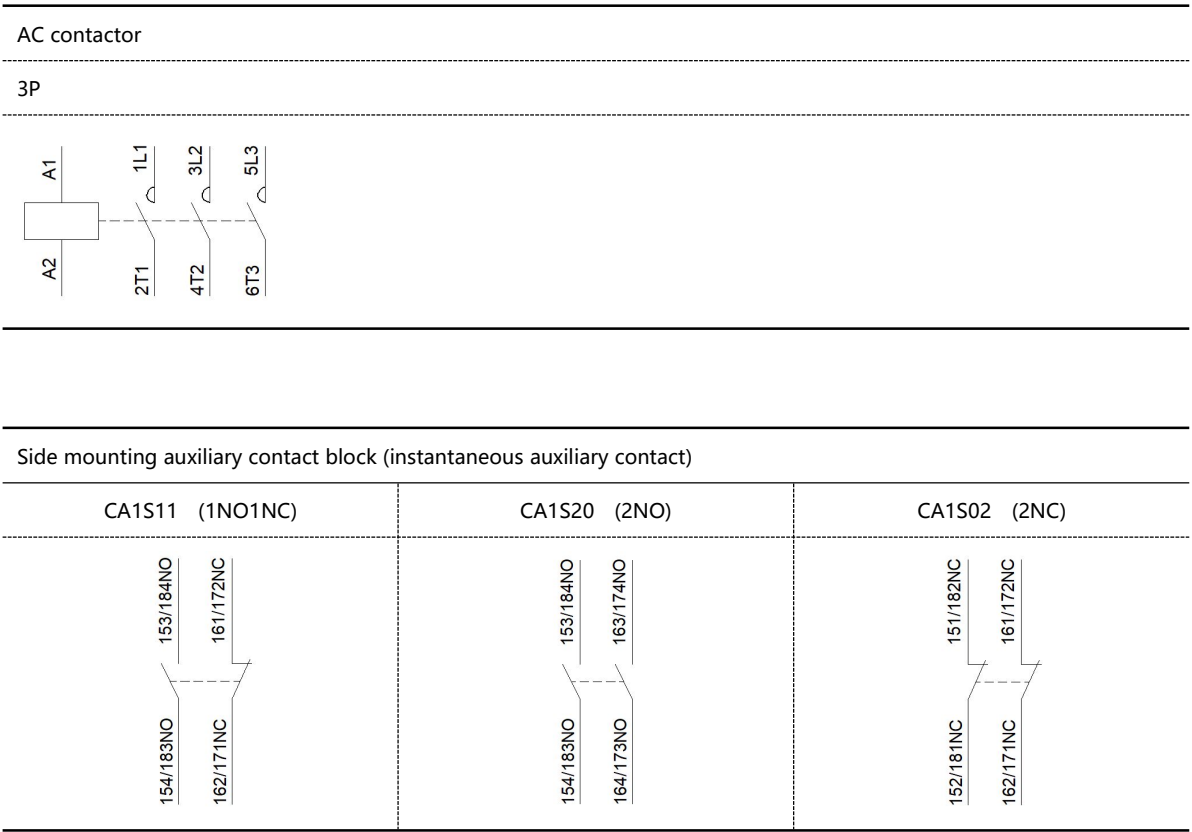 AC contactor
3P
A1 1L1 3L2 5L3
A2 2T1 4T2 6T3
Side mounting auxiliary contact block (instantaneous auxiliary contact)
CA1S11 (1NO1NC) CA1S20 (2NO) CA1S02 (2NC)
153/184NO 161/172NC 153/184NO 163/174NO 151/182NC 161/172NC
154/183NO 162/171NC 154/183NO 164/173NO 152/181NC 162/171NC